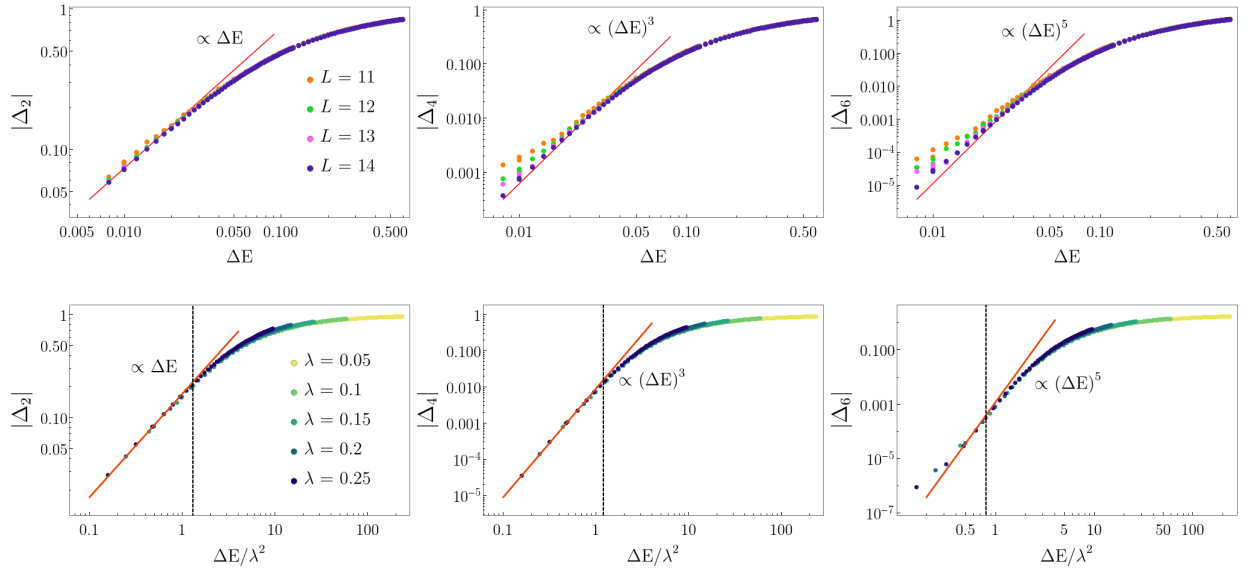 |Δ₂|
1
0.50
0.10
0.05
∝ ΔE
L = 11
L = 12
L = 13
L = 14
0.005 0.010 0.050 0.100 0.500
ΔE
|Δ₄|
1
0.100
0.010
0.001
∝ (ΔE)³
0.01 0.05 0.10 0.50
ΔE
|Δ₆|
1
0.100
0.010
0.001
10⁻⁴
10⁻⁵
∝ (ΔE)⁵
0.01 0.05 0.10 0.50
ΔE
|Δ₂|
1
0.50
0.10
0.05
∝ ΔE
λ = 0.05
λ = 0.1
λ = 0.15
λ = 0.2
λ = 0.25
0.1 1 10 100
ΔE/λ²
|Δ₄|
1
0.100
0.010
0.001
10⁻⁴
10⁻⁵
∝ (ΔE)³
0.1 1 10 100
ΔE/λ²
|Δ₆|
0.100
0.001
10⁻⁵
10⁻⁷
∝ (ΔE)⁵
0.5 1 5 10 50 100
ΔE/λ²